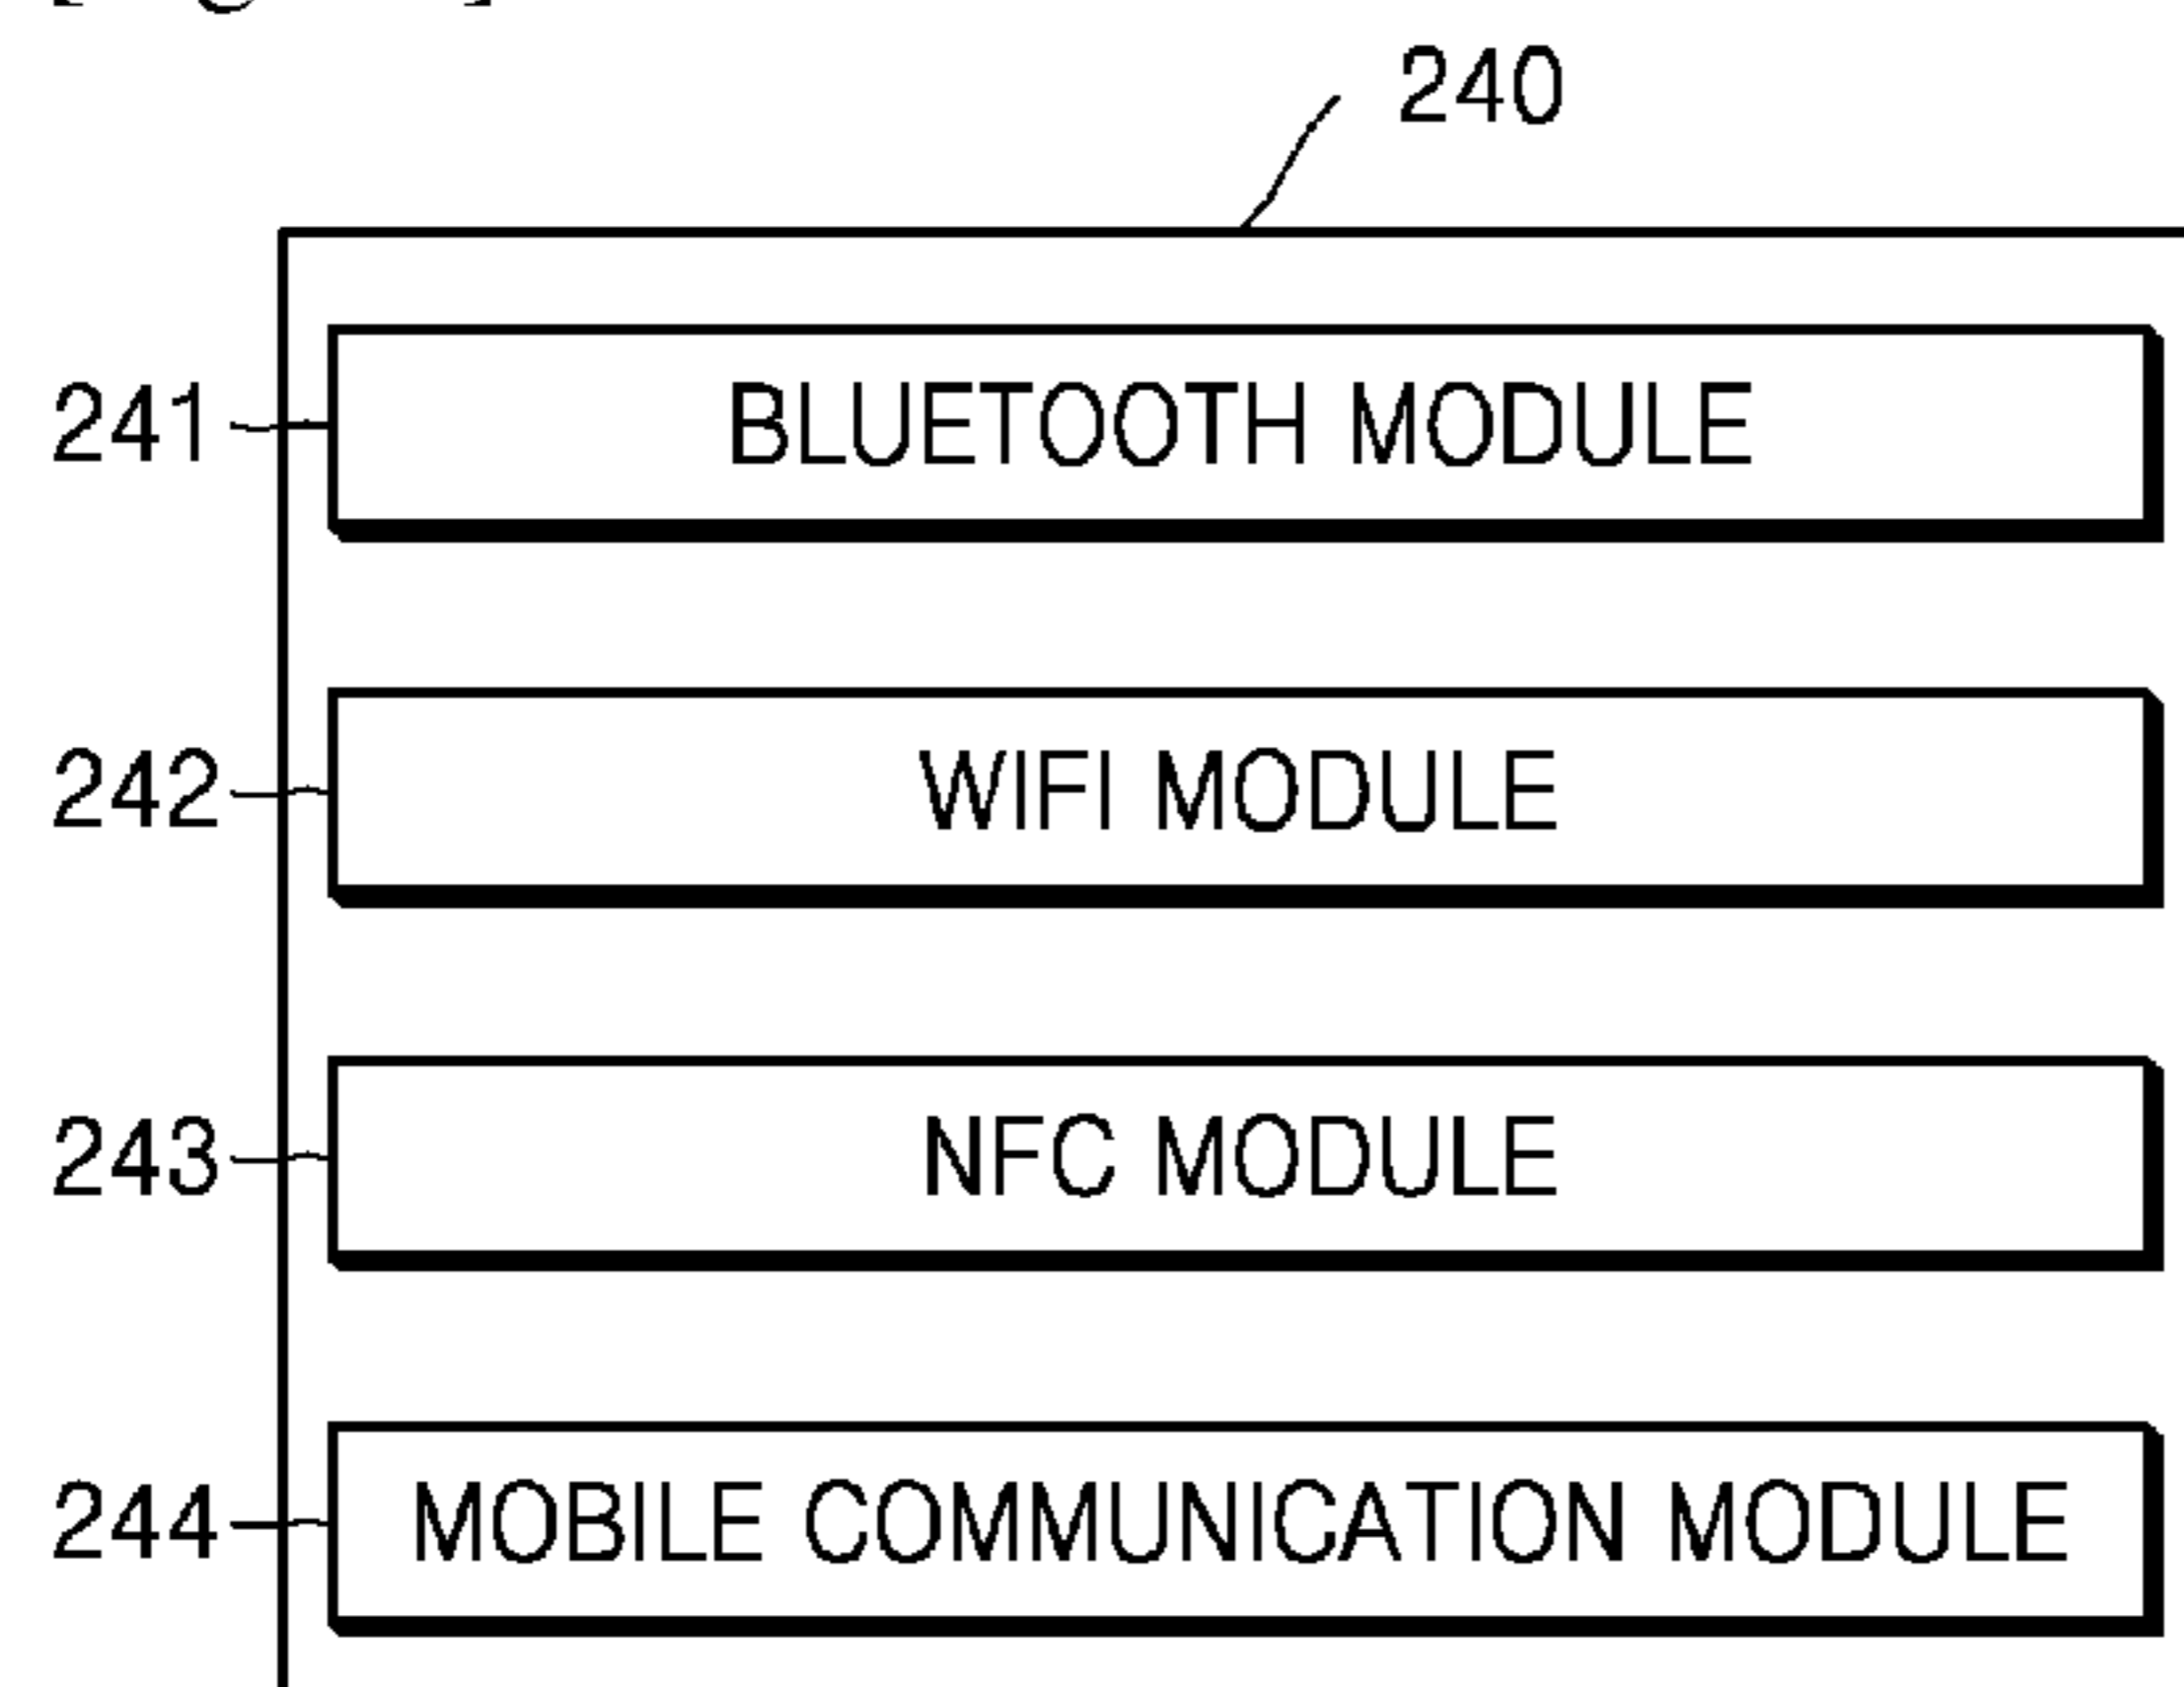 240
241 BLUETOOTH MODULE
242 WIFI MODULE
243 NFC MODULE
244 MOBILE COMMUNICATION MODULE